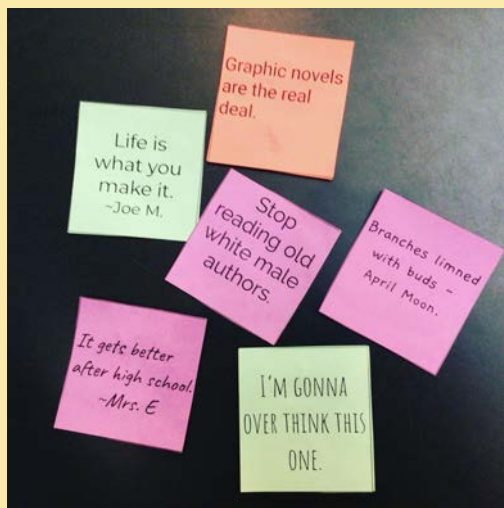 Graphic novels
are the real
deal.
Life is
what you
make it.
~Joe M.
Stop
reading old
white male
authors.
Branches limned
with buds –
April Moon.
It gets better
after high school.
~Mrs. E
I'M GONNA
OVER THINK THIS
ONE.